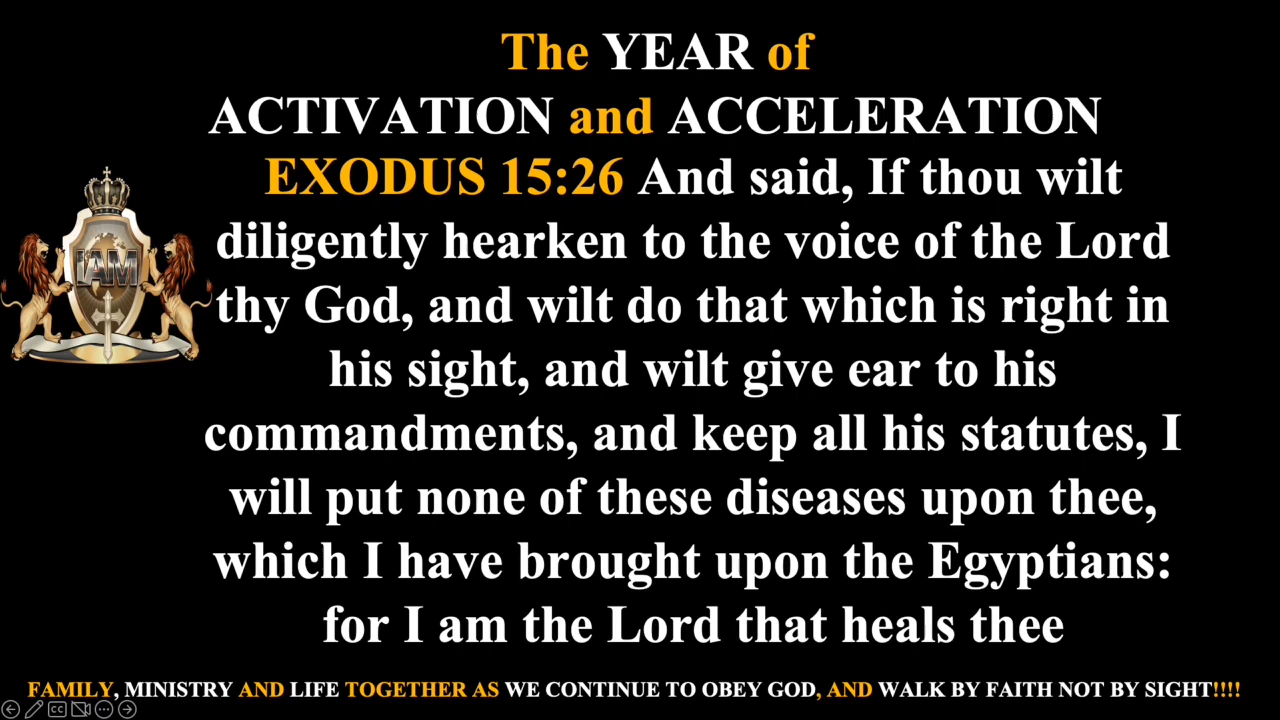 The YEAR of
ACTIVATION and ACCELERATION
EXODUS 15:26 And said, If thou wilt
diligently hearken to the voice of the Lord
thy God, and wilt do that which is right in
his sight, and wilt give ear to his
commandments, and keep all his statutes, I
will put none of these diseases upon thee,
which I have brought upon the Egyptians:
for I am the Lord that heals thee
IAM
FAMILY, MINISTRY AND LIFE TOGETHER AS WE CONTINUE TO OBEY GOD, AND WALK BY FAITH NOT BY SIGHT!!!!
CC